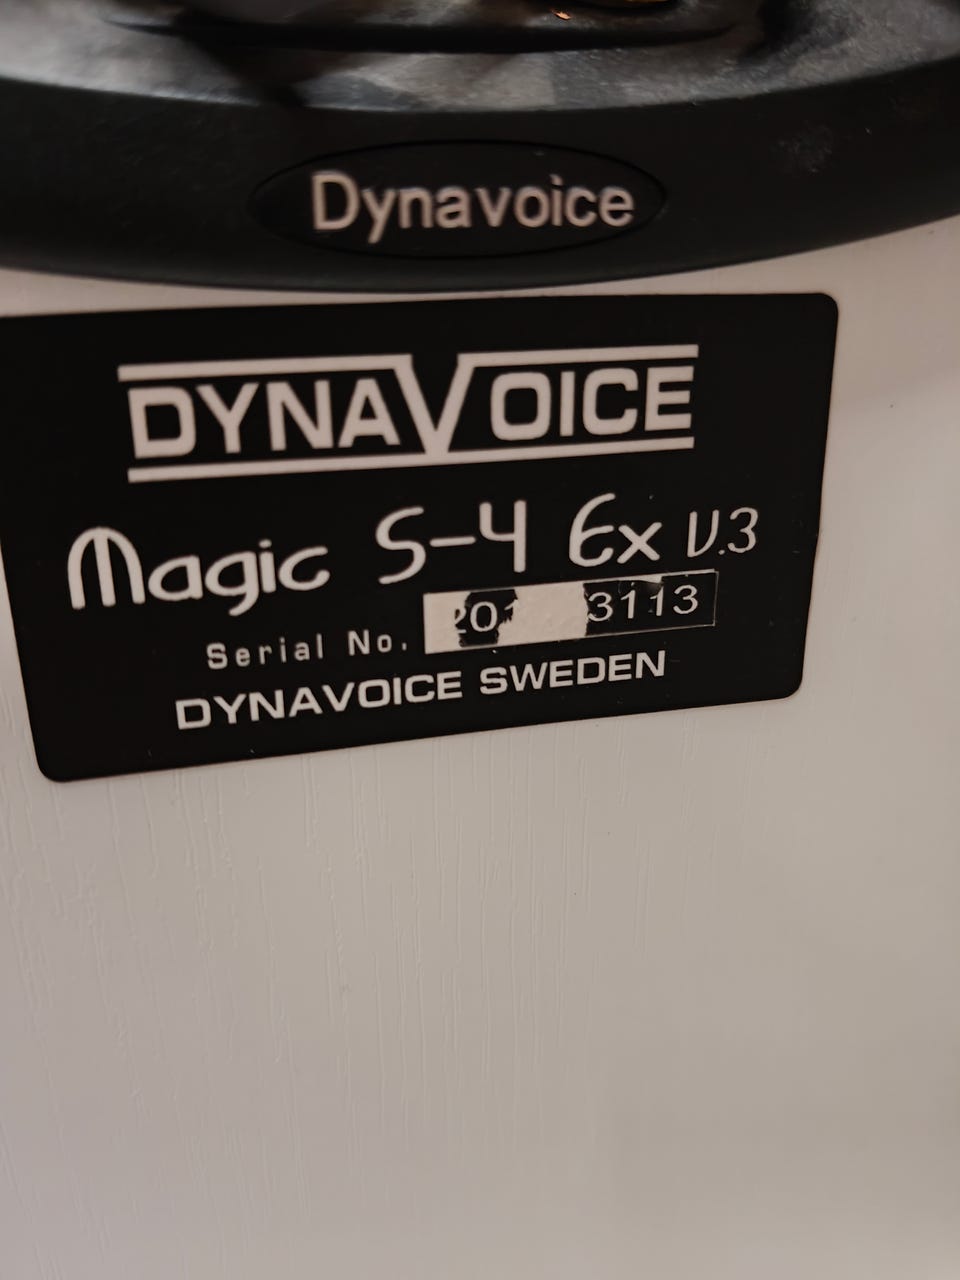 Dynavoice
DYNAVOICE
Magic S-4 Ex V.3
Serial No. 3113
DYNAVOICE SWEDEN